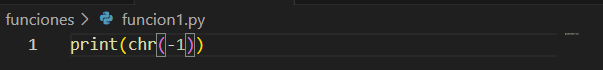 funciones > funcion1.py
1 print(chr(-1))